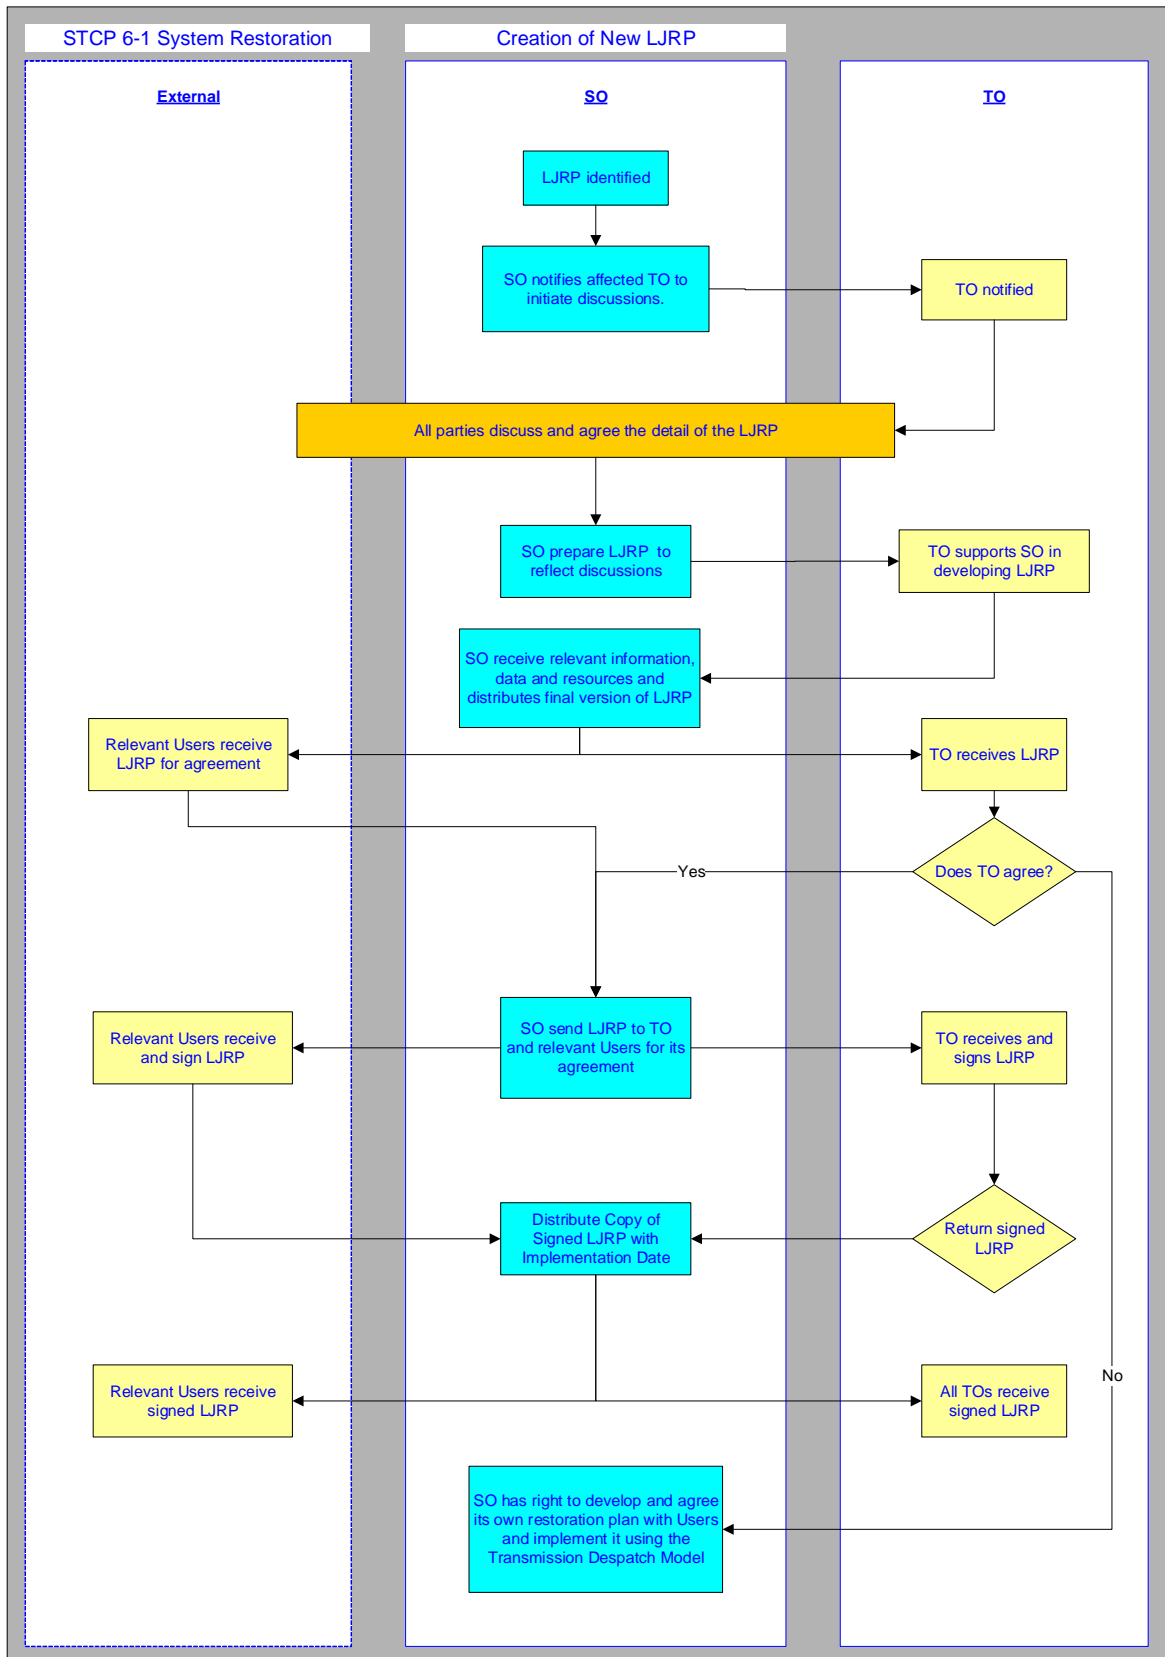 STCP 6-1 System Restoration
Creation of New LJRP
External
SO
TO
LJRP identified
SO notifies affected TO to
initiate discussions.
TO notified
All parties discuss and agree the detail of the LJRP
SO prepare LJRP to
reflect discussions
TO supports SO in
developing LJRP
SO receive relevant information,
data and resources and
distributes final version of LJRP
Relevant Users receive
LJRP for agreement
TO receives LJRP
Does TO agree?
Yes
SO send LJRP to TO
and relevant Users for its
agreement
Relevant Users receive
and sign LJRP
TO receives and
signs LJRP
Distribute Copy of
Signed LJRP with
Implementation Date
Return signed
LJRP
No
Relevant Users receive
signed LJRP
All TOs receive
signed LJRP
SO has right to develop and agree
its own restoration plan with Users
and implement it using the
Transmission Despatch Model